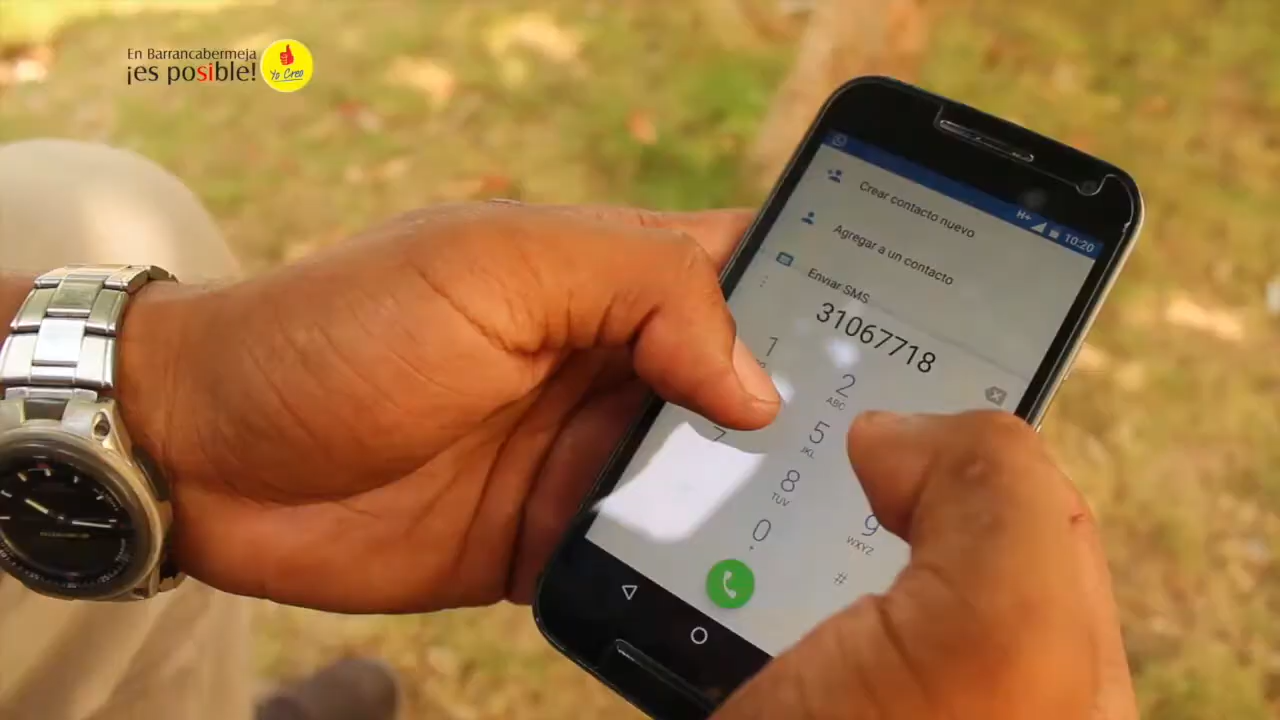 En Barrancabermeja
¡es posible!
Yo Creo
H+ 10:20
Crear contacto nuevo
Agregar a un contacto
Enviar SMS
31067718
1
2
ABC
5
JKL
7
8
TUV
9
WXYZ
0
+
#